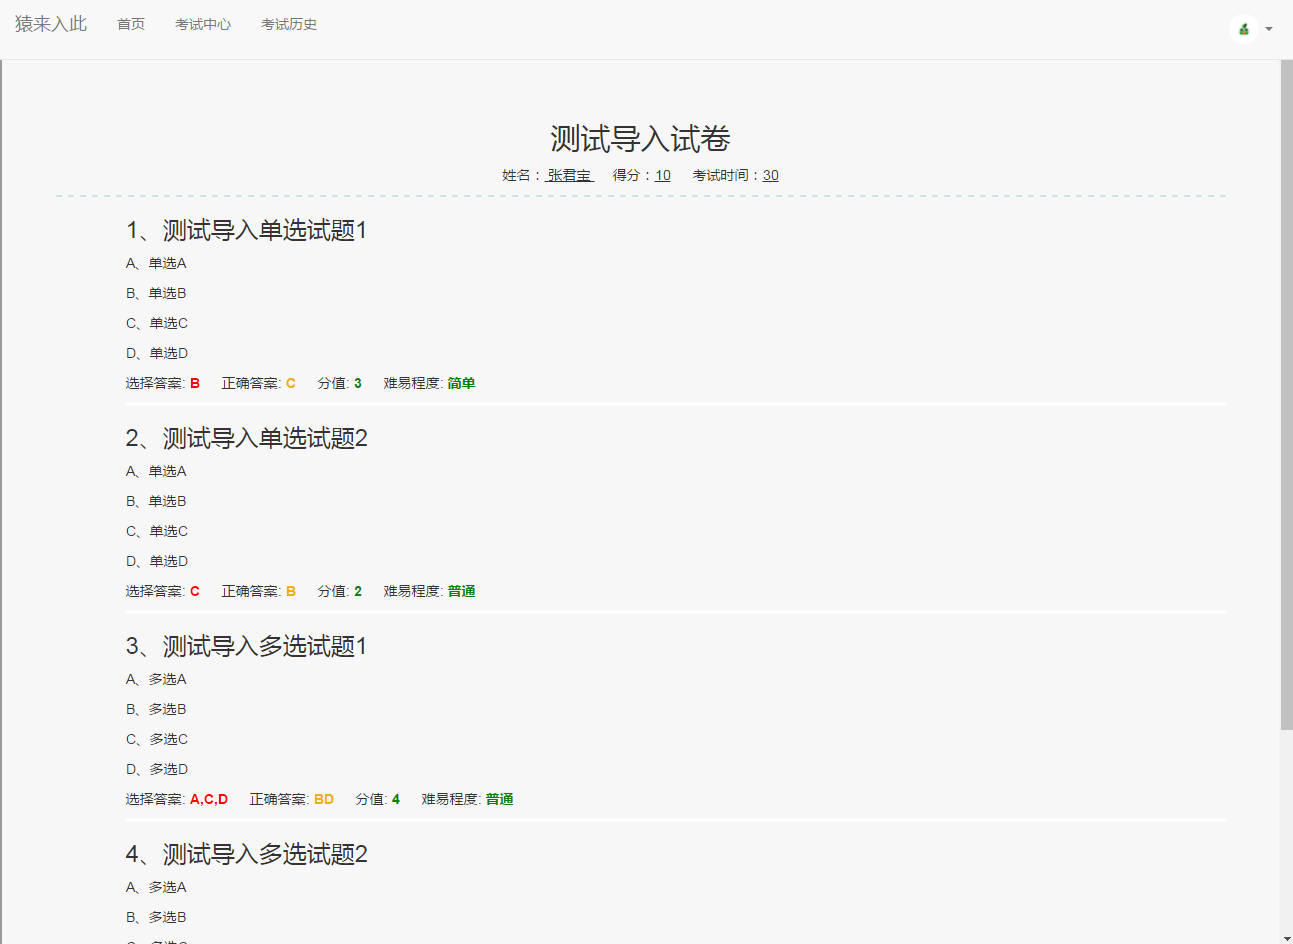 猿来入此 首页 考试中心 考试历史
测试导入试卷
姓名： 张君宝 得分：10 考试时间：30
1、测试导入单选试题1
A、单选A
B、单选B
C、单选C
D、单选D
选择答案: B 正确答案: C 分值: 3 难易程度: 简单
2、测试导入单选试题2
A、单选A
B、单选B
C、单选C
D、单选D
选择答案: C 正确答案: B 分值: 2 难易程度: 普通
3、测试导入多选试题1
A、多选A
B、多选B
C、多选C
D、多选D
选择答案: A,C,D 正确答案: BD 分值: 4 难易程度: 普通
4、测试导入多选试题2
A、多选A
B、多选B